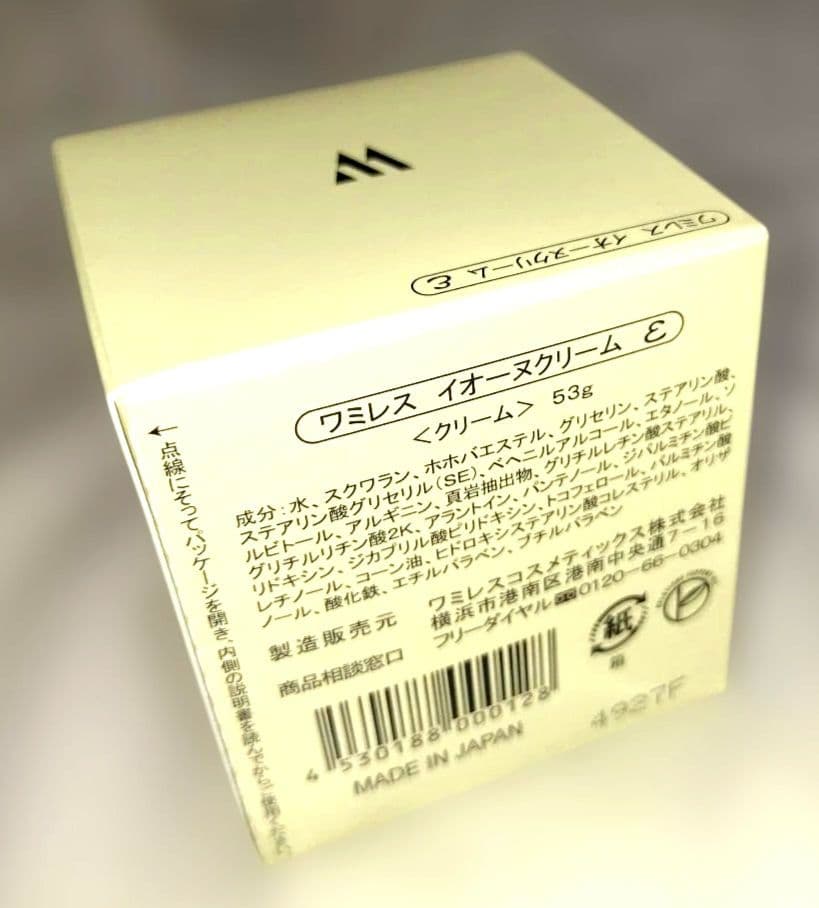 ワミレス イオーヌクリーム 3
ワミレス イオーヌクリーム 3
<クリーム> 53g
成分:水、スクワラン、ホホバエステル、グリセリン、ステアリン酸、
ステアリン酸グリセリル(SE)、ベヘニルアルコール、エタノール、ソ
ルビトール、アルギニン、頁岩抽出物、グリチルレチン酸ステアリル、
グリチルリチン酸2K、アラントイン、パンテノール、ジパルミチン酸ピ
リドキシン、ジカプリル酸ピリドキシン、トコフェロール、パルミチン酸
レチノール、コーン油、ヒドロキシステアリン酸コレステリル、オリザ
ノール、酸化鉄、エチルパラベン、ブチルパラベン
製造販売元 ワミレスコスメティックス株式会社
横浜市港南区港南中央通7-16
商品相談窓口 フリーダイヤル 0120-66-0304
紙
箱
4 530188 000128
MADE IN JAPAN
4927F
←点線にそってパッケージを開き、内側の説明書を読んでからご使用ください。